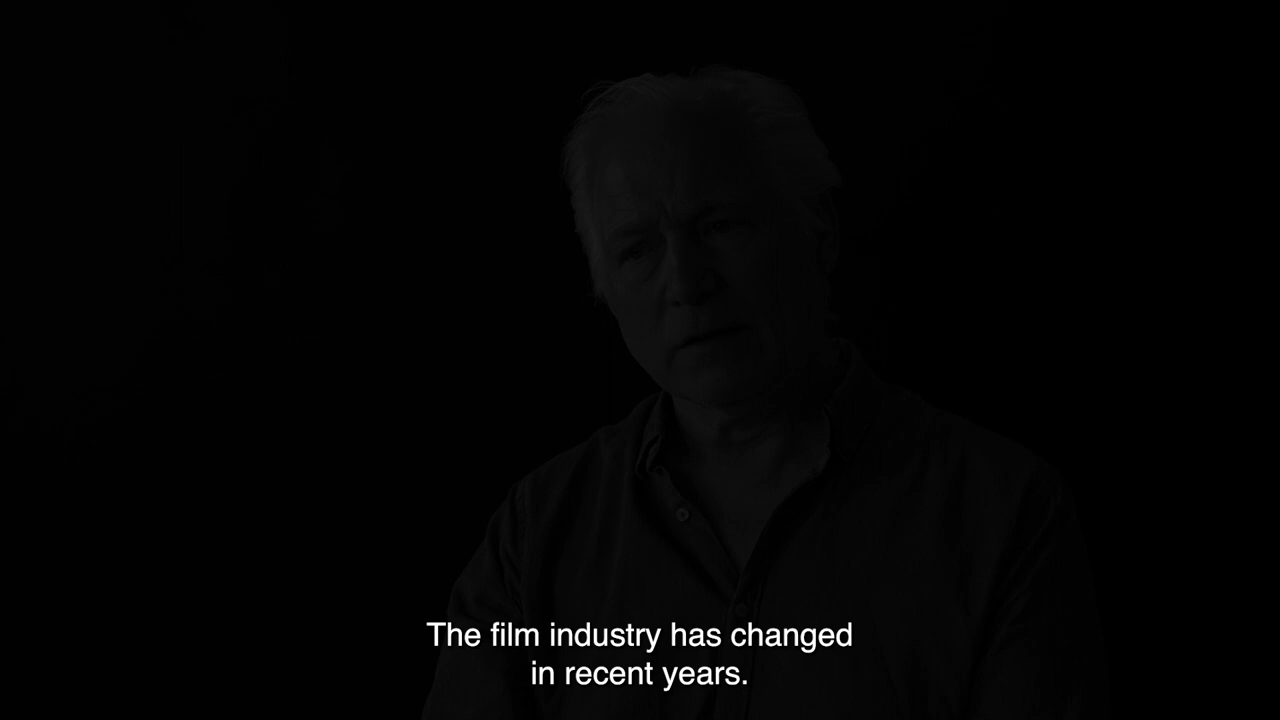 The film industry has changed
in recent years.